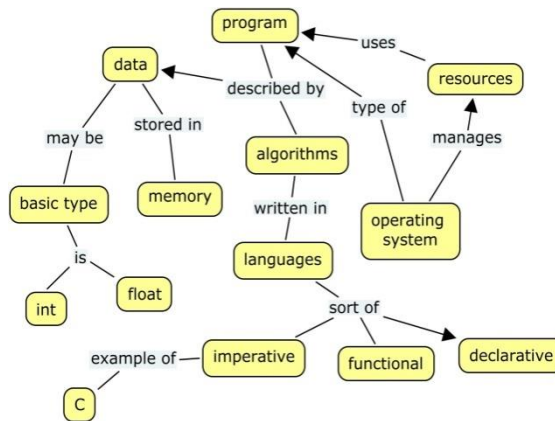 program
uses
data
resources
described by
type of
may be
stored in
manages
algorithms
basic type
memory
written in
operating
system
is
languages
int
float
sort of
example of
imperative
functional
declarative
C